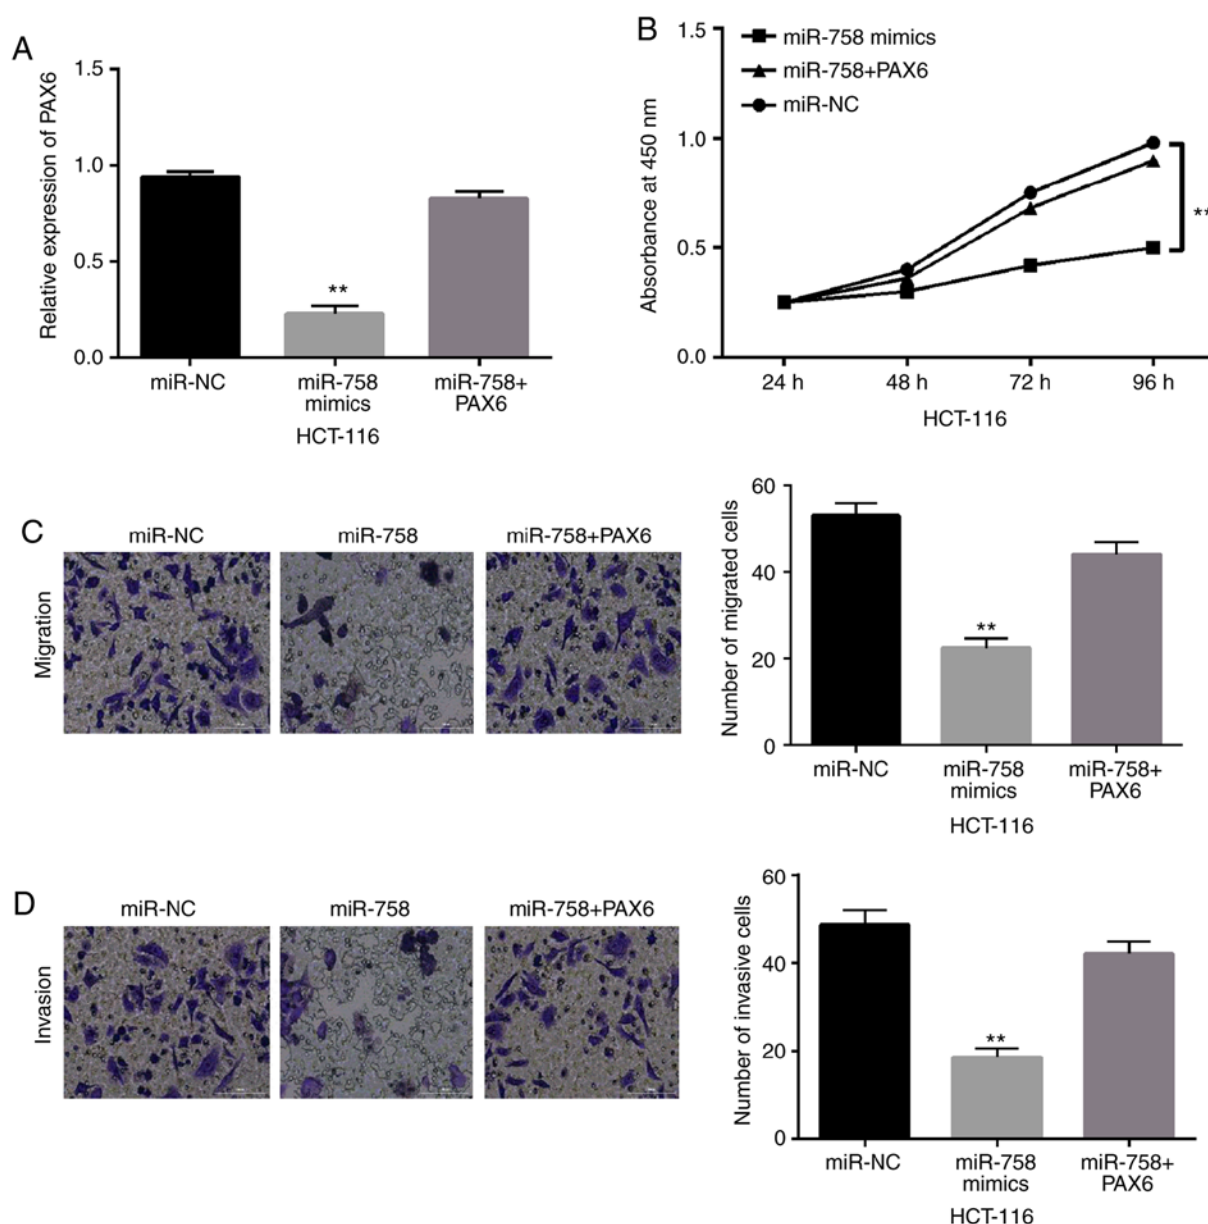 A
Relative expression of PAX6
1.5
1.0
0.5
0.0
**
miR-NC
miR-758
mimics
miR-758+
PAX6
HCT-116
B
miR-758 mimics
miR-758+PAX6
miR-NC
Absorbance at 450 nm
1.5
1.0
0.5
0.0
**
24 h
48 h
72 h
96 h
HCT-116
C
miR-NC
miR-758
miR-758+PAX6
Migration
Number of migrated cells
60
40
20
0
**
miR-NC
miR-758
mimics
miR-758+
PAX6
HCT-116
D
miR-NC
miR-758
miR-758+PAX6
Invasion
Number of invasive cells
60
40
20
0
**
miR-NC
miR-758
mimics
miR-758+
PAX6
HCT-116